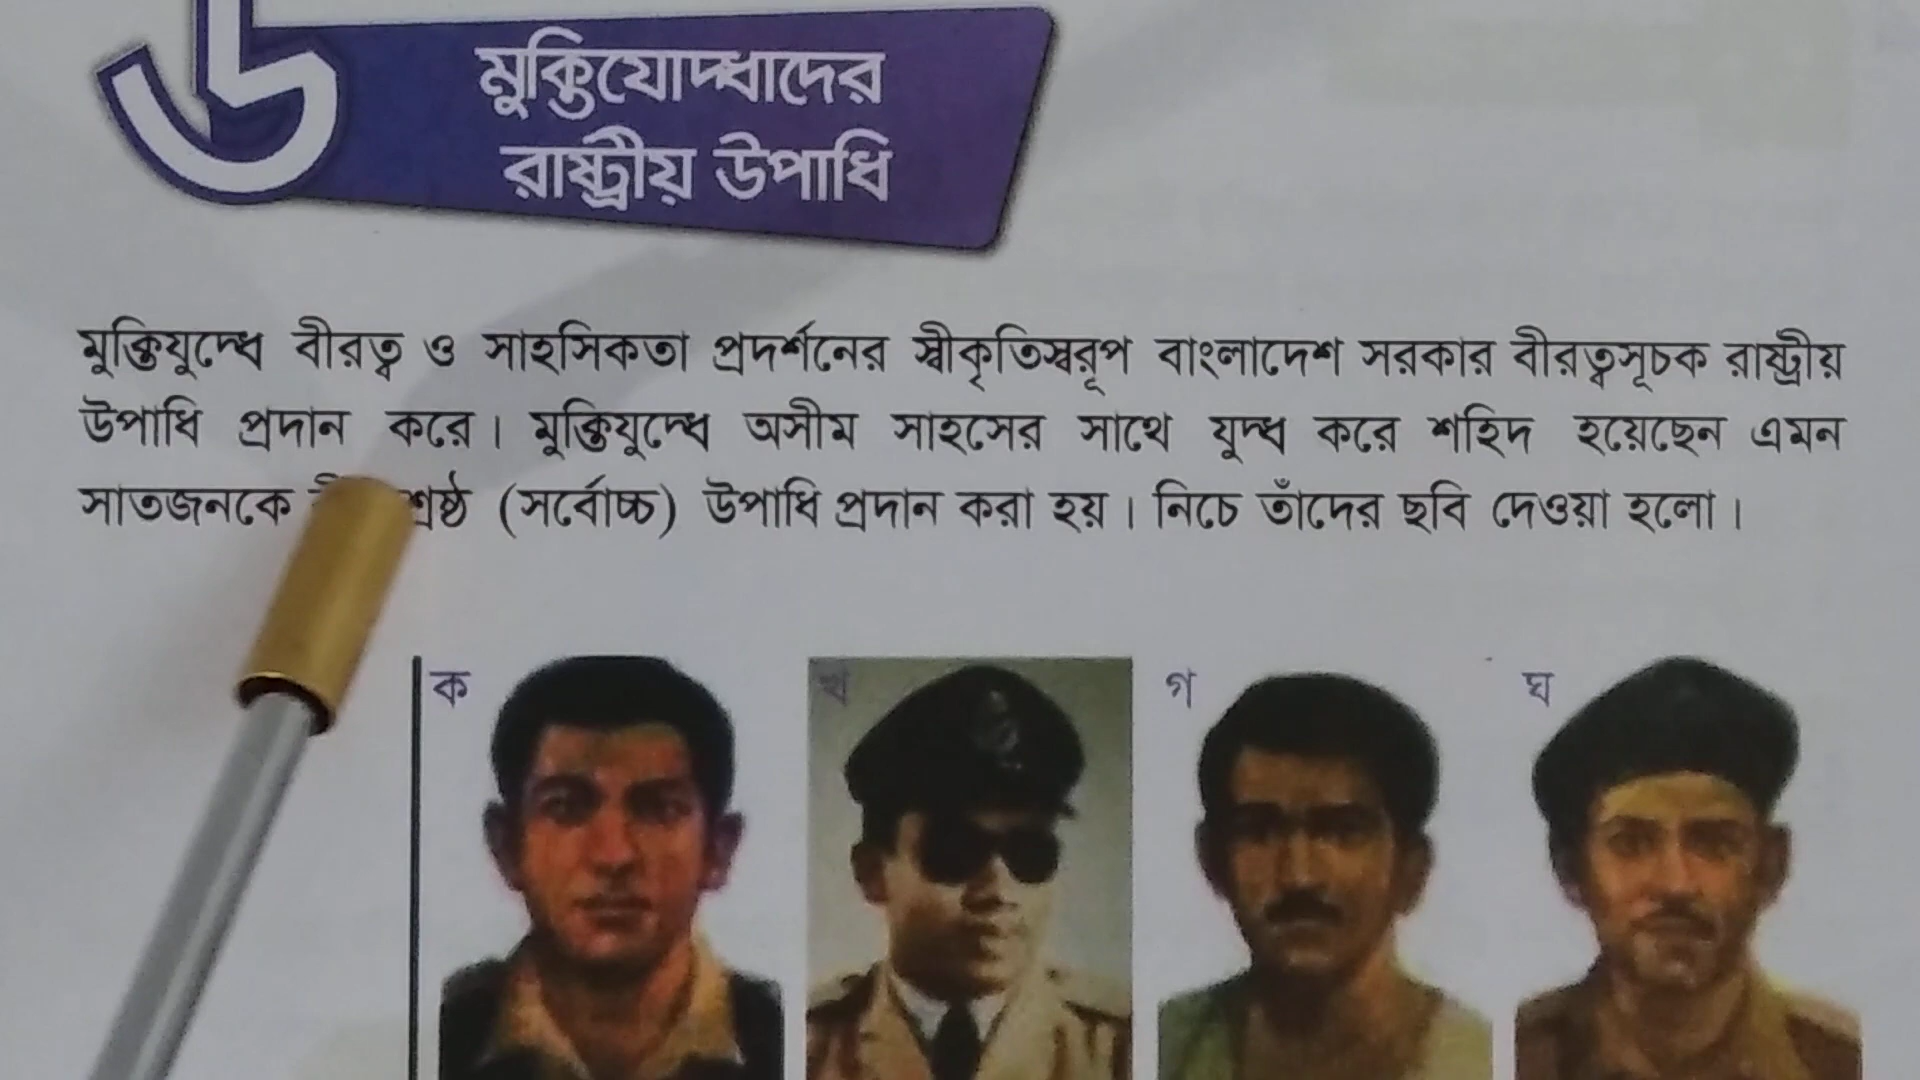 ৬
মুক্তিযোদ্ধাদের
রাষ্ট্রীয় উপাধি
মুক্তিযুদ্ধে বীরত্ব ও সাহসিকতা প্রদর্শনের স্বীকৃতিস্বরূপ বাংলাদেশ সরকার বীরত্বসূচক রাষ্ট্রীয়
উপাধি প্রদান করে। মুক্তিযুদ্ধে অসীম সাহসের সাথে যুদ্ধ করে শহিদ হয়েছেন এমন
সাতজনকে (সর্বোচ্চ) উপাধি প্রদান করা হয়। নিচে তাঁদের ছবি দেওয়া হলো।
ক খ গ ঘ